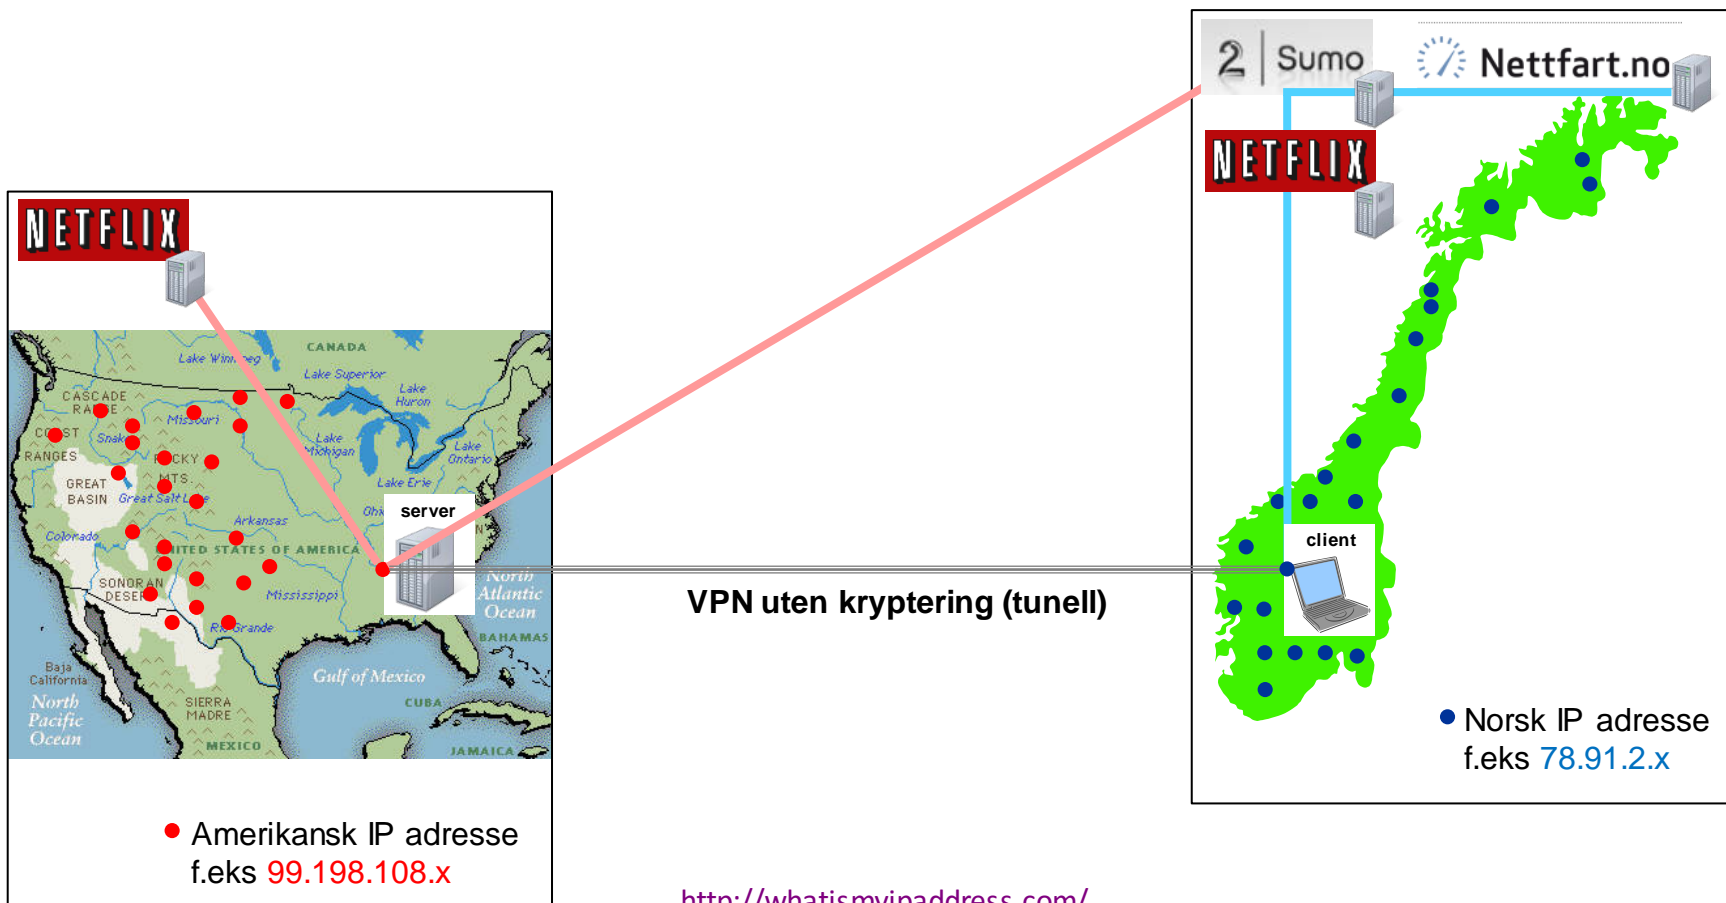 2 | Sumo
Nettfart.no
NETFLIX
NETFLIX
CANADA
Lake Winnipeg
Lake Superior
Lake
Huron
CASCADE
RANGE
Missouri
COAST
RANGES
Snake
Lake
Michigan
Lake
Ontario
ROCKY
MTS.
GREAT
BASIN
Great Salt Lake
Lake Erie
server
client
Arkansas
Colorado
UNITED STATES OF AMERICA
SONORAN
DESERT
Mississippi
North
Atlantic
Ocean
VPN uten kryptering (tunell)
Rio Grande
BAHAMAS
Baja
California
Gulf of Mexico
North
Pacific
Ocean
SIERRA
MADRE
CUBA
MEXICO
JAMAICA
Norsk IP adresse
f.eks 78.91.2.x
Amerikansk IP adresse
f.eks 99.198.108.x
http://whatismyipaddress.com/